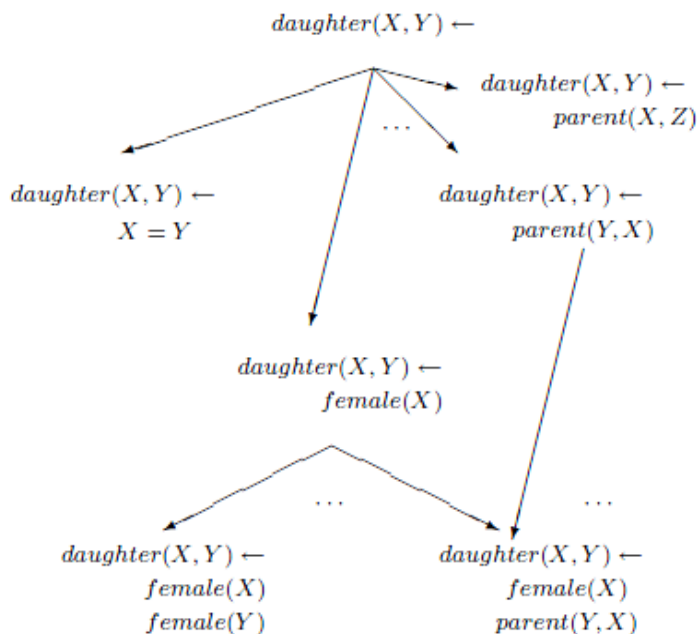 daughter(X, Y) ←
daughter(X, Y) ←
parent(X, Z)
...
daughter(X, Y) ←
X = Y
daughter(X, Y) ←
parent(Y, X)
daughter(X, Y) ←
female(X)
...
...
daughter(X, Y) ←
female(X)
female(Y)
daughter(X, Y) ←
female(X)
parent(Y, X)